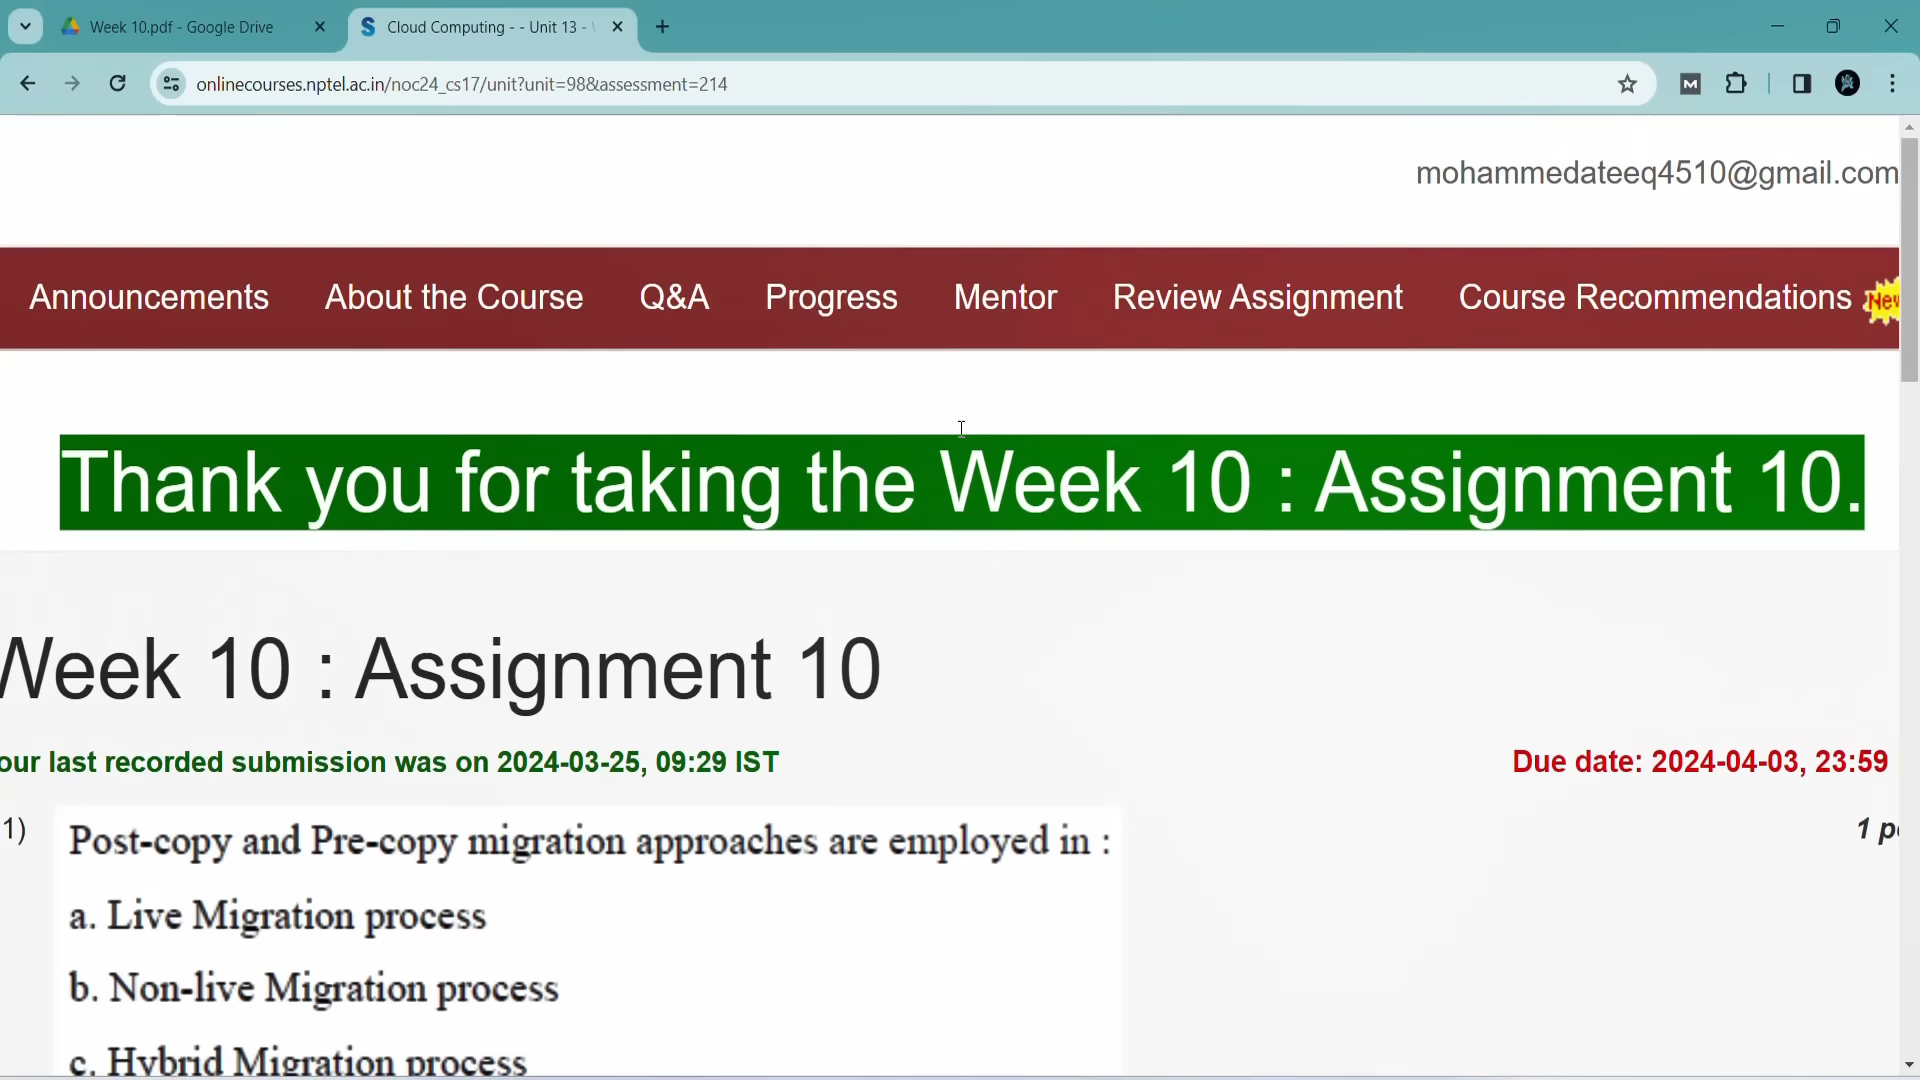 Week 10.pdf - Google Drive
Cloud Computing - - Unit 13 -
onlinecourses.nptel.ac.in/noc24_cs17/unit?unit=98&assessment=214
mohammedateeq4510@gmail.com
Announcements About the Course Q&A Progress Mentor Review Assignment Course Recommendations New
Thank you for taking the Week 10 : Assignment 10.
Week 10 : Assignment 10
our last recorded submission was on 2024-03-25, 09:29 IST Due date: 2024-04-03, 23:59
1) Post-copy and Pre-copy migration approaches are employed in : 1 p
a. Live Migration process
b. Non-live Migration process
c. Hybrid Migration process